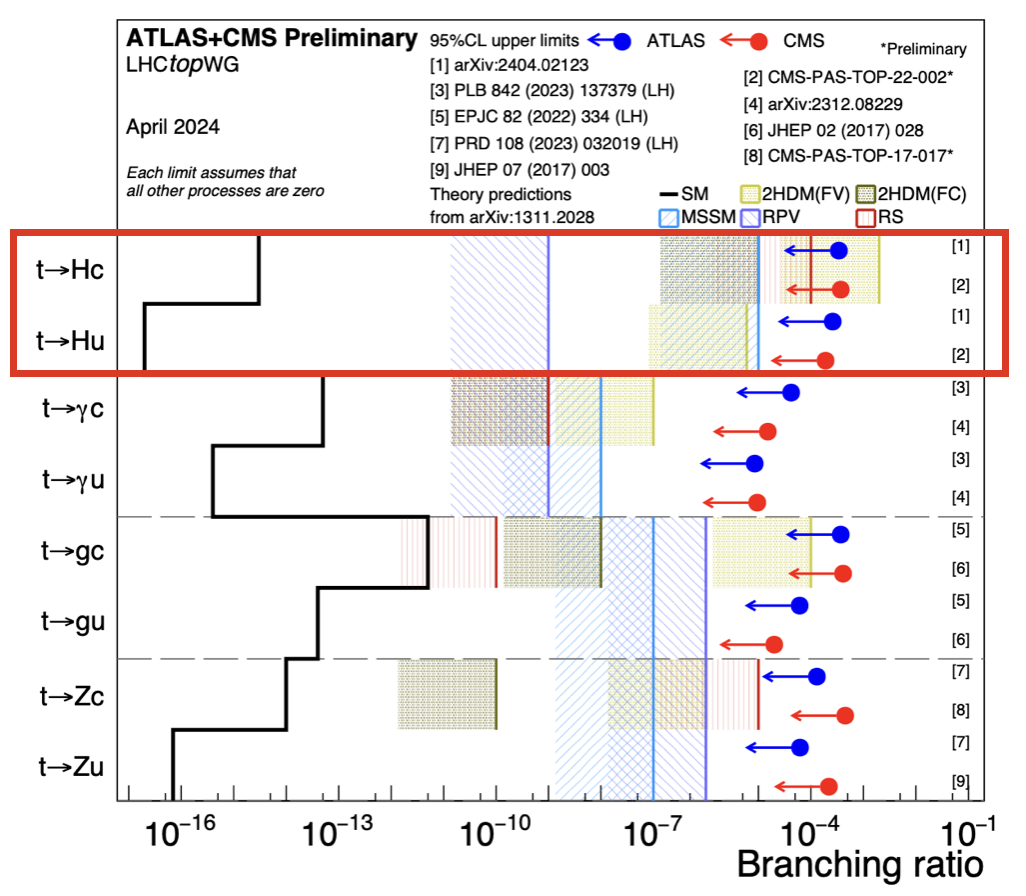 ATLAS+CMS Preliminary
LHCtopWG
April 2024
Each limit assumes that
all other processes are zero
95%CL upper limits ATLAS CMS
*Preliminary
[1] arXiv:2404.02123
[2] CMS-PAS-TOP-22-002*
[3] PLB 842 (2023) 137379 (LH)
[4] arXiv:2312.08229
[5] EPJC 82 (2022) 334 (LH)
[6] JHEP 02 (2017) 028
[7] PRD 108 (2023) 032019 (LH)
[8] CMS-PAS-TOP-17-017*
[9] JHEP 07 (2017) 003
Theory predictions
from arXiv:1311.2028
SM 2HDM(FV) 2HDM(FC)
MSSM RPV RS
t→Hc [1]
[2]
t→Hu [1]
[2]
t→γc [3]
[4]
t→γu [3]
[4]
t→gc [5]
[6]
t→gu [5]
[6]
t→Zc [7]
[8]
t→Zu [7]
[9]
10⁻¹⁶ 10⁻¹³ 10⁻¹⁰ 10⁻⁷ 10⁻⁴ 10⁻¹
Branching ratio